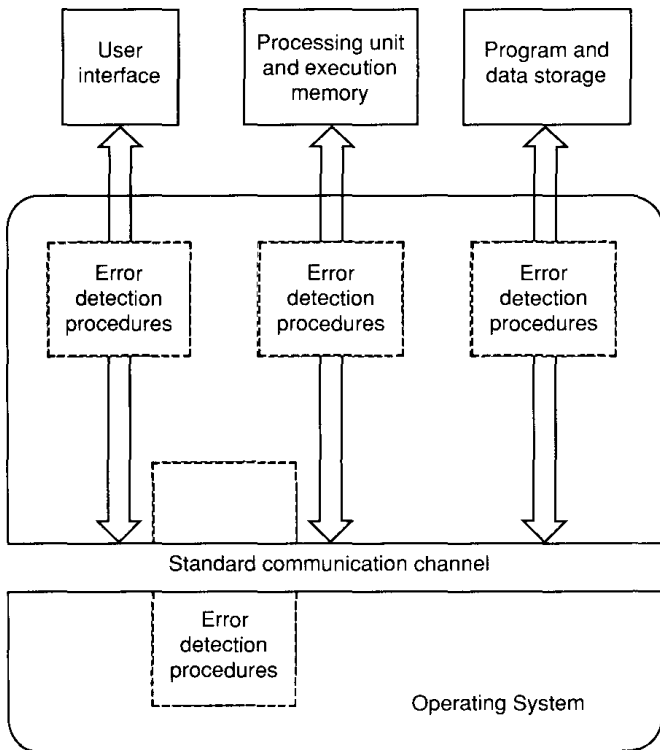 User
interface
Processing unit
and execution
memory
Program and
data storage
Error
detection
procedures
Error
detection
procedures
Error
detection
procedures
Standard communication channel
Error
detection
procedures
Operating System